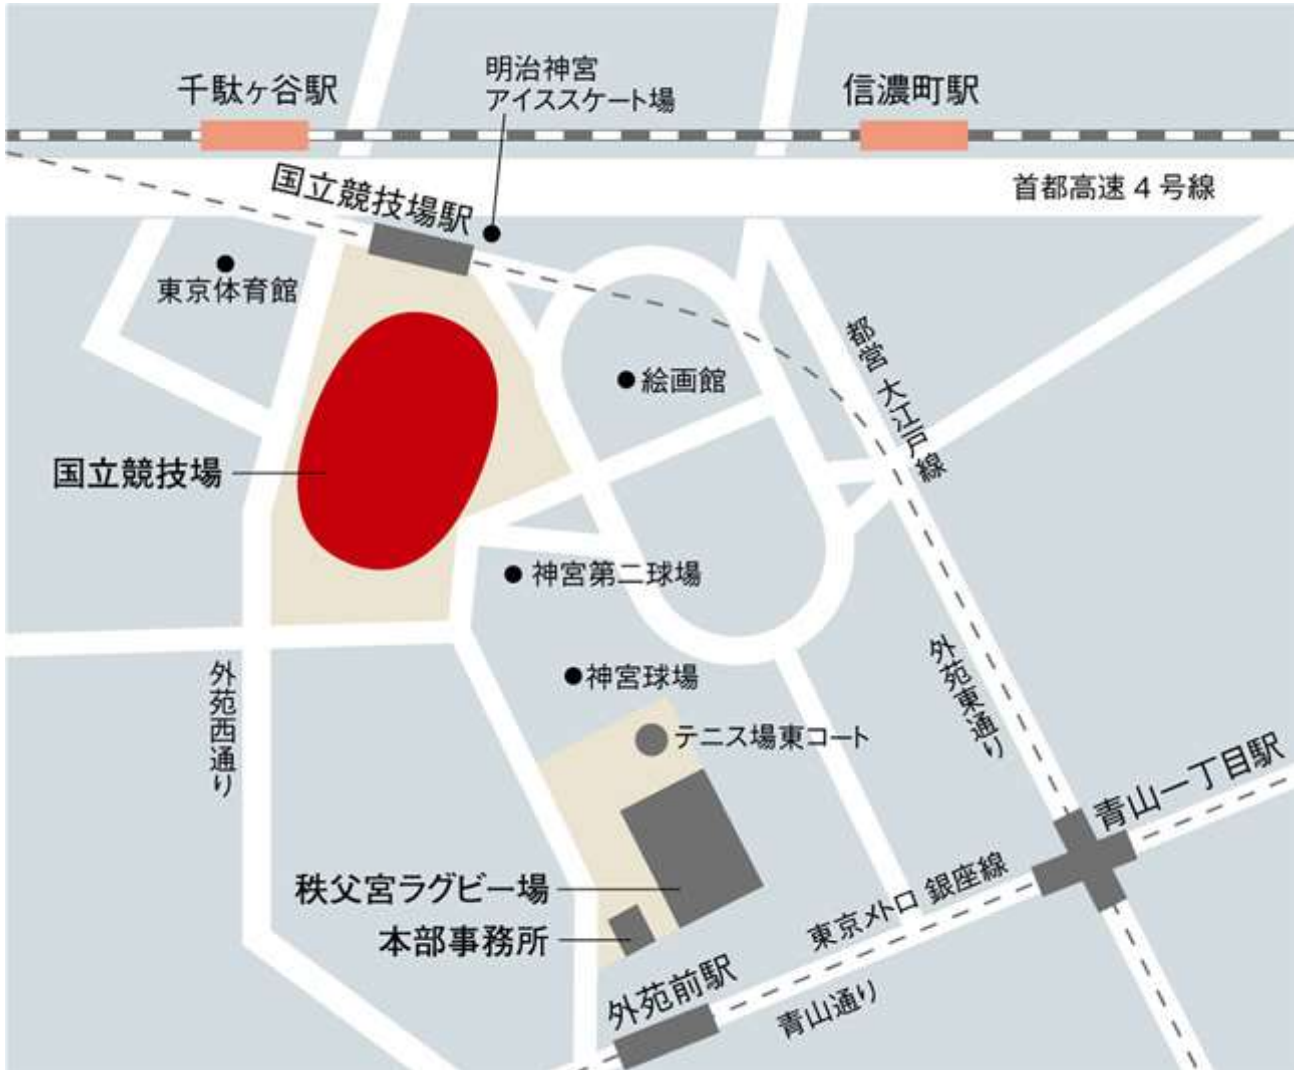 千駄ヶ谷駅
明治神宮
アイススケート場
信濃町駅
首都高速 4 号線
国立競技場駅
東京体育館
都営 大江戸線
絵画館
国立競技場
神宮第二球場
外苑西通り
神宮球場
外苑東通り
テニス場東コート
青山一丁目駅
秩父宮ラグビー場
東京メトロ 銀座線
本部事務所
外苑前駅
青山通り